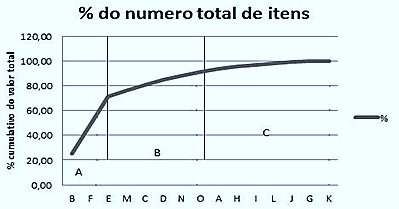 % do numero total de itens
% cumulativo do valor total
120,00
100,00
80,00
60,00
40,00
20,00
0,00
A
B
C
%
B F E M C D N O A H I L J G K